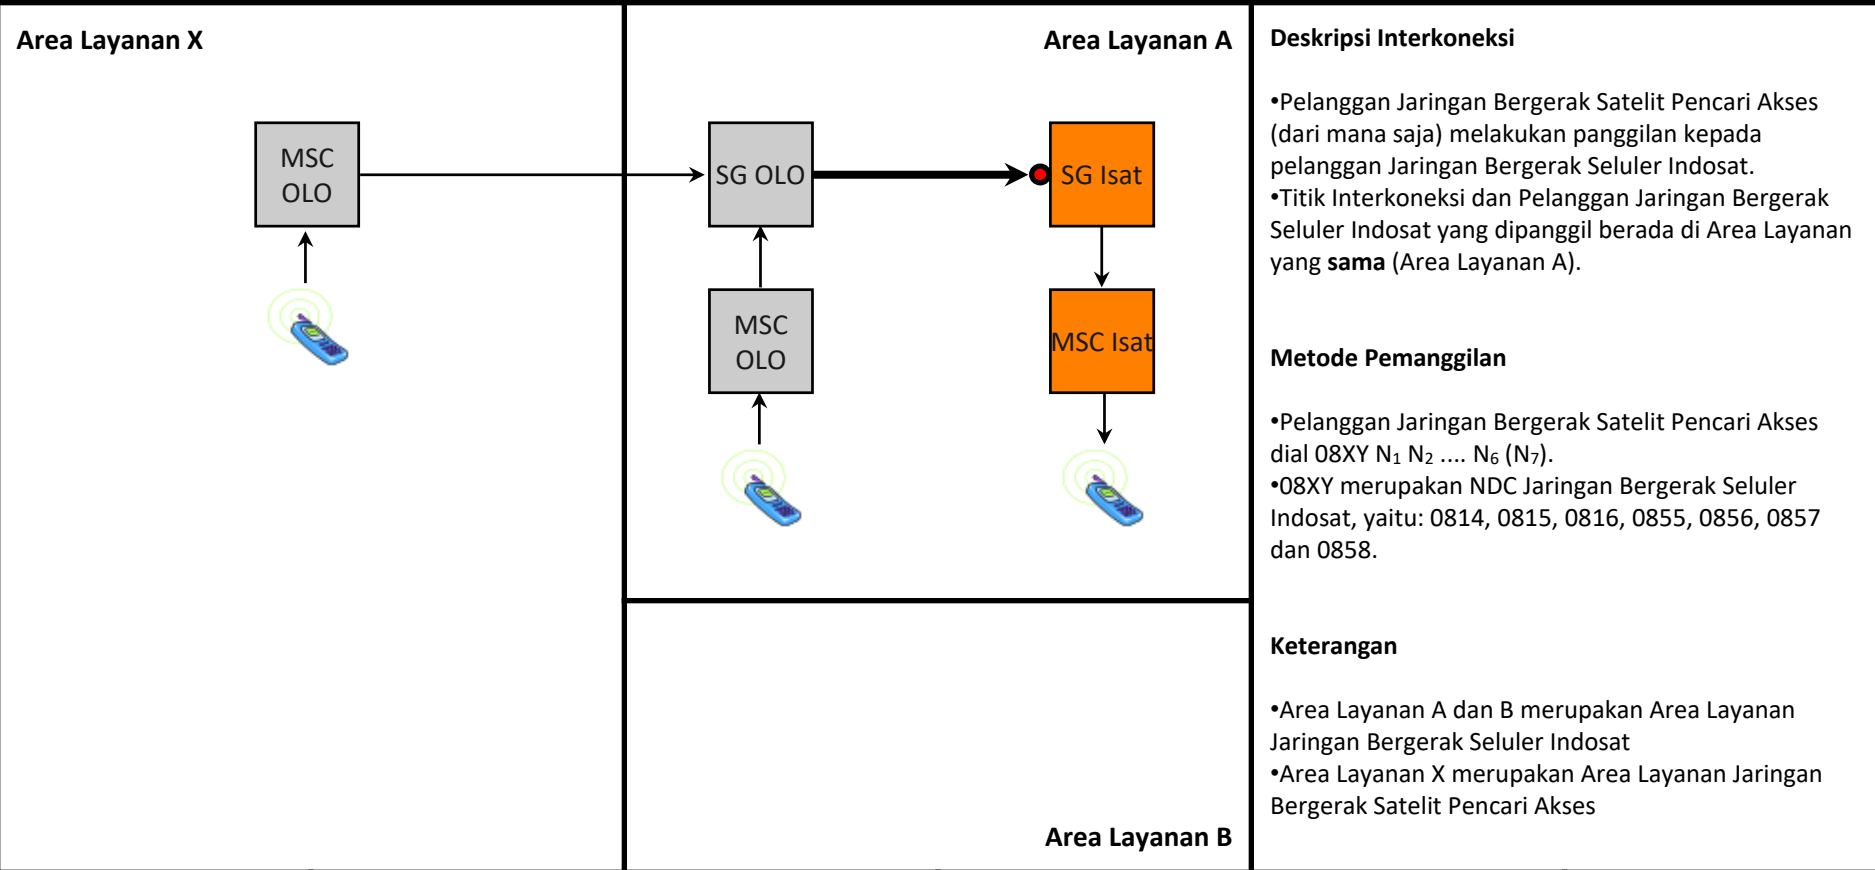 Area Layanan X
MSC
OLO
Area Layanan A
SG OLO
SG Isat
MSC
OLO
MSC Isat
Area Layanan B
Deskripsi Interkoneksi
•Pelanggan Jaringan Bergerak Satelit Pencari Akses
(dari mana saja) melakukan panggilan kepada
pelanggan Jaringan Bergerak Seluler Indosat.
•Titik Interkoneksi dan Pelanggan Jaringan Bergerak
Seluler Indosat yang dipanggil berada di Area Layanan
yang sama (Area Layanan A).
Metode Pemanggilan
•Pelanggan Jaringan Bergerak Satelit Pencari Akses
dial 08XY N₁ N₂ .... N₆ (N₇).
•08XY merupakan NDC Jaringan Bergerak Seluler
Indosat, yaitu: 0814, 0815, 0816, 0855, 0856, 0857
dan 0858.
Keterangan
•Area Layanan A dan B merupakan Area Layanan
Jaringan Bergerak Seluler Indosat
•Area Layanan X merupakan Area Layanan Jaringan
Bergerak Satelit Pencari Akses